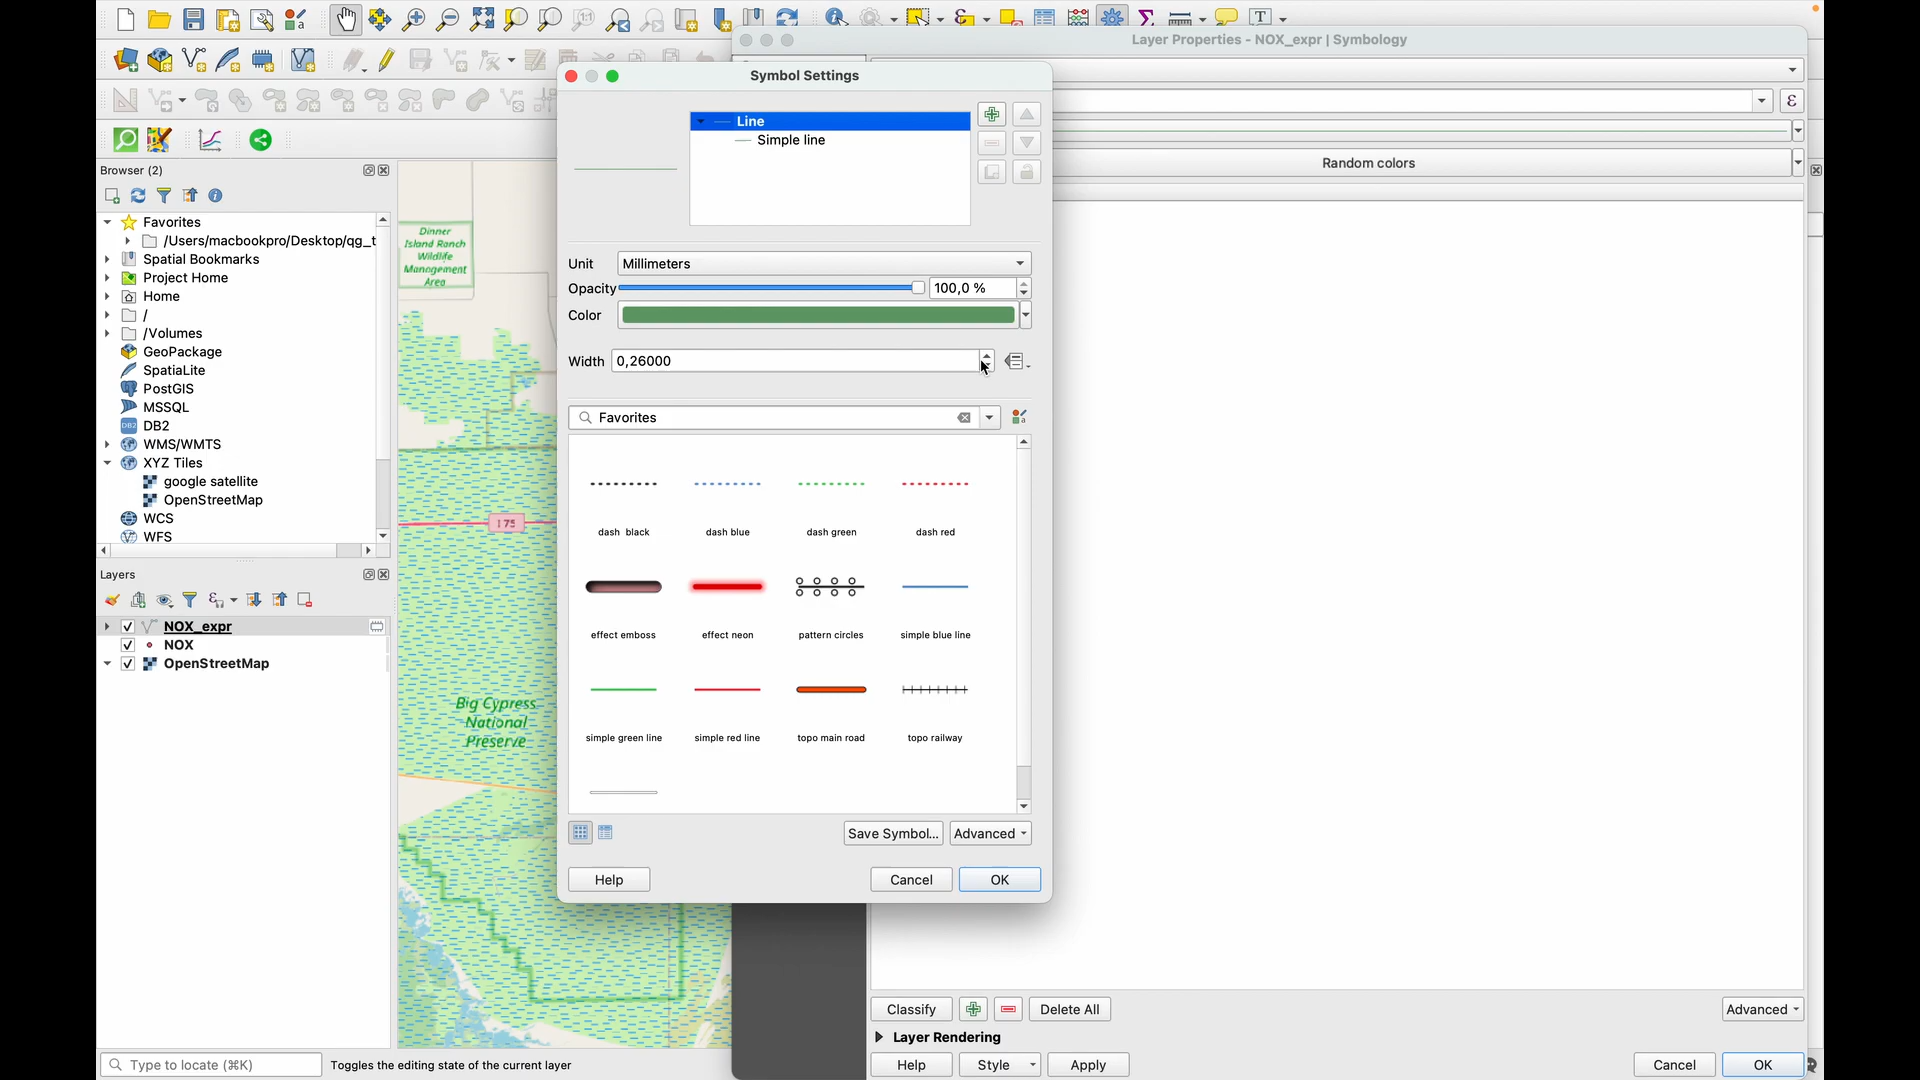 Layer Properties - NOX_expr | Symbology
Symbol Settings
Line
Simple line
Random colors
Unit
Millimeters
Opacity
100,0 %
Color
Width
0,26000
Favorites
dash  black
dash blue
dash green
dash red
effect emboss
effect neon
pattern circles
simple blue line
simple green line
simple red line
topo main road
topo railway
Save Symbol...
Advanced
Help
Cancel
OK
Browser (2)
Favorites
/Users/macbookpro/Desktop/qg_t
Spatial Bookmarks
Project Home
Home
/
/Volumes
GeoPackage
SpatiaLite
PostGIS
MSSQL
DB2
DB2
WMS/WMTS
XYZ Tiles
google satellite
OpenStreetMap
WCS
WFS
Layers
NOX_expr
NOX
OpenStreetMap
Dinner
Island Ranch
Wildlife
Management
Area
I 75
Big Cypress
National
Preserve
Classify
Delete All
Advanced
Layer Rendering
Help
Style
Apply
Cancel
OK
Type to locate (⌘K)
Toggles the editing state of the current layer